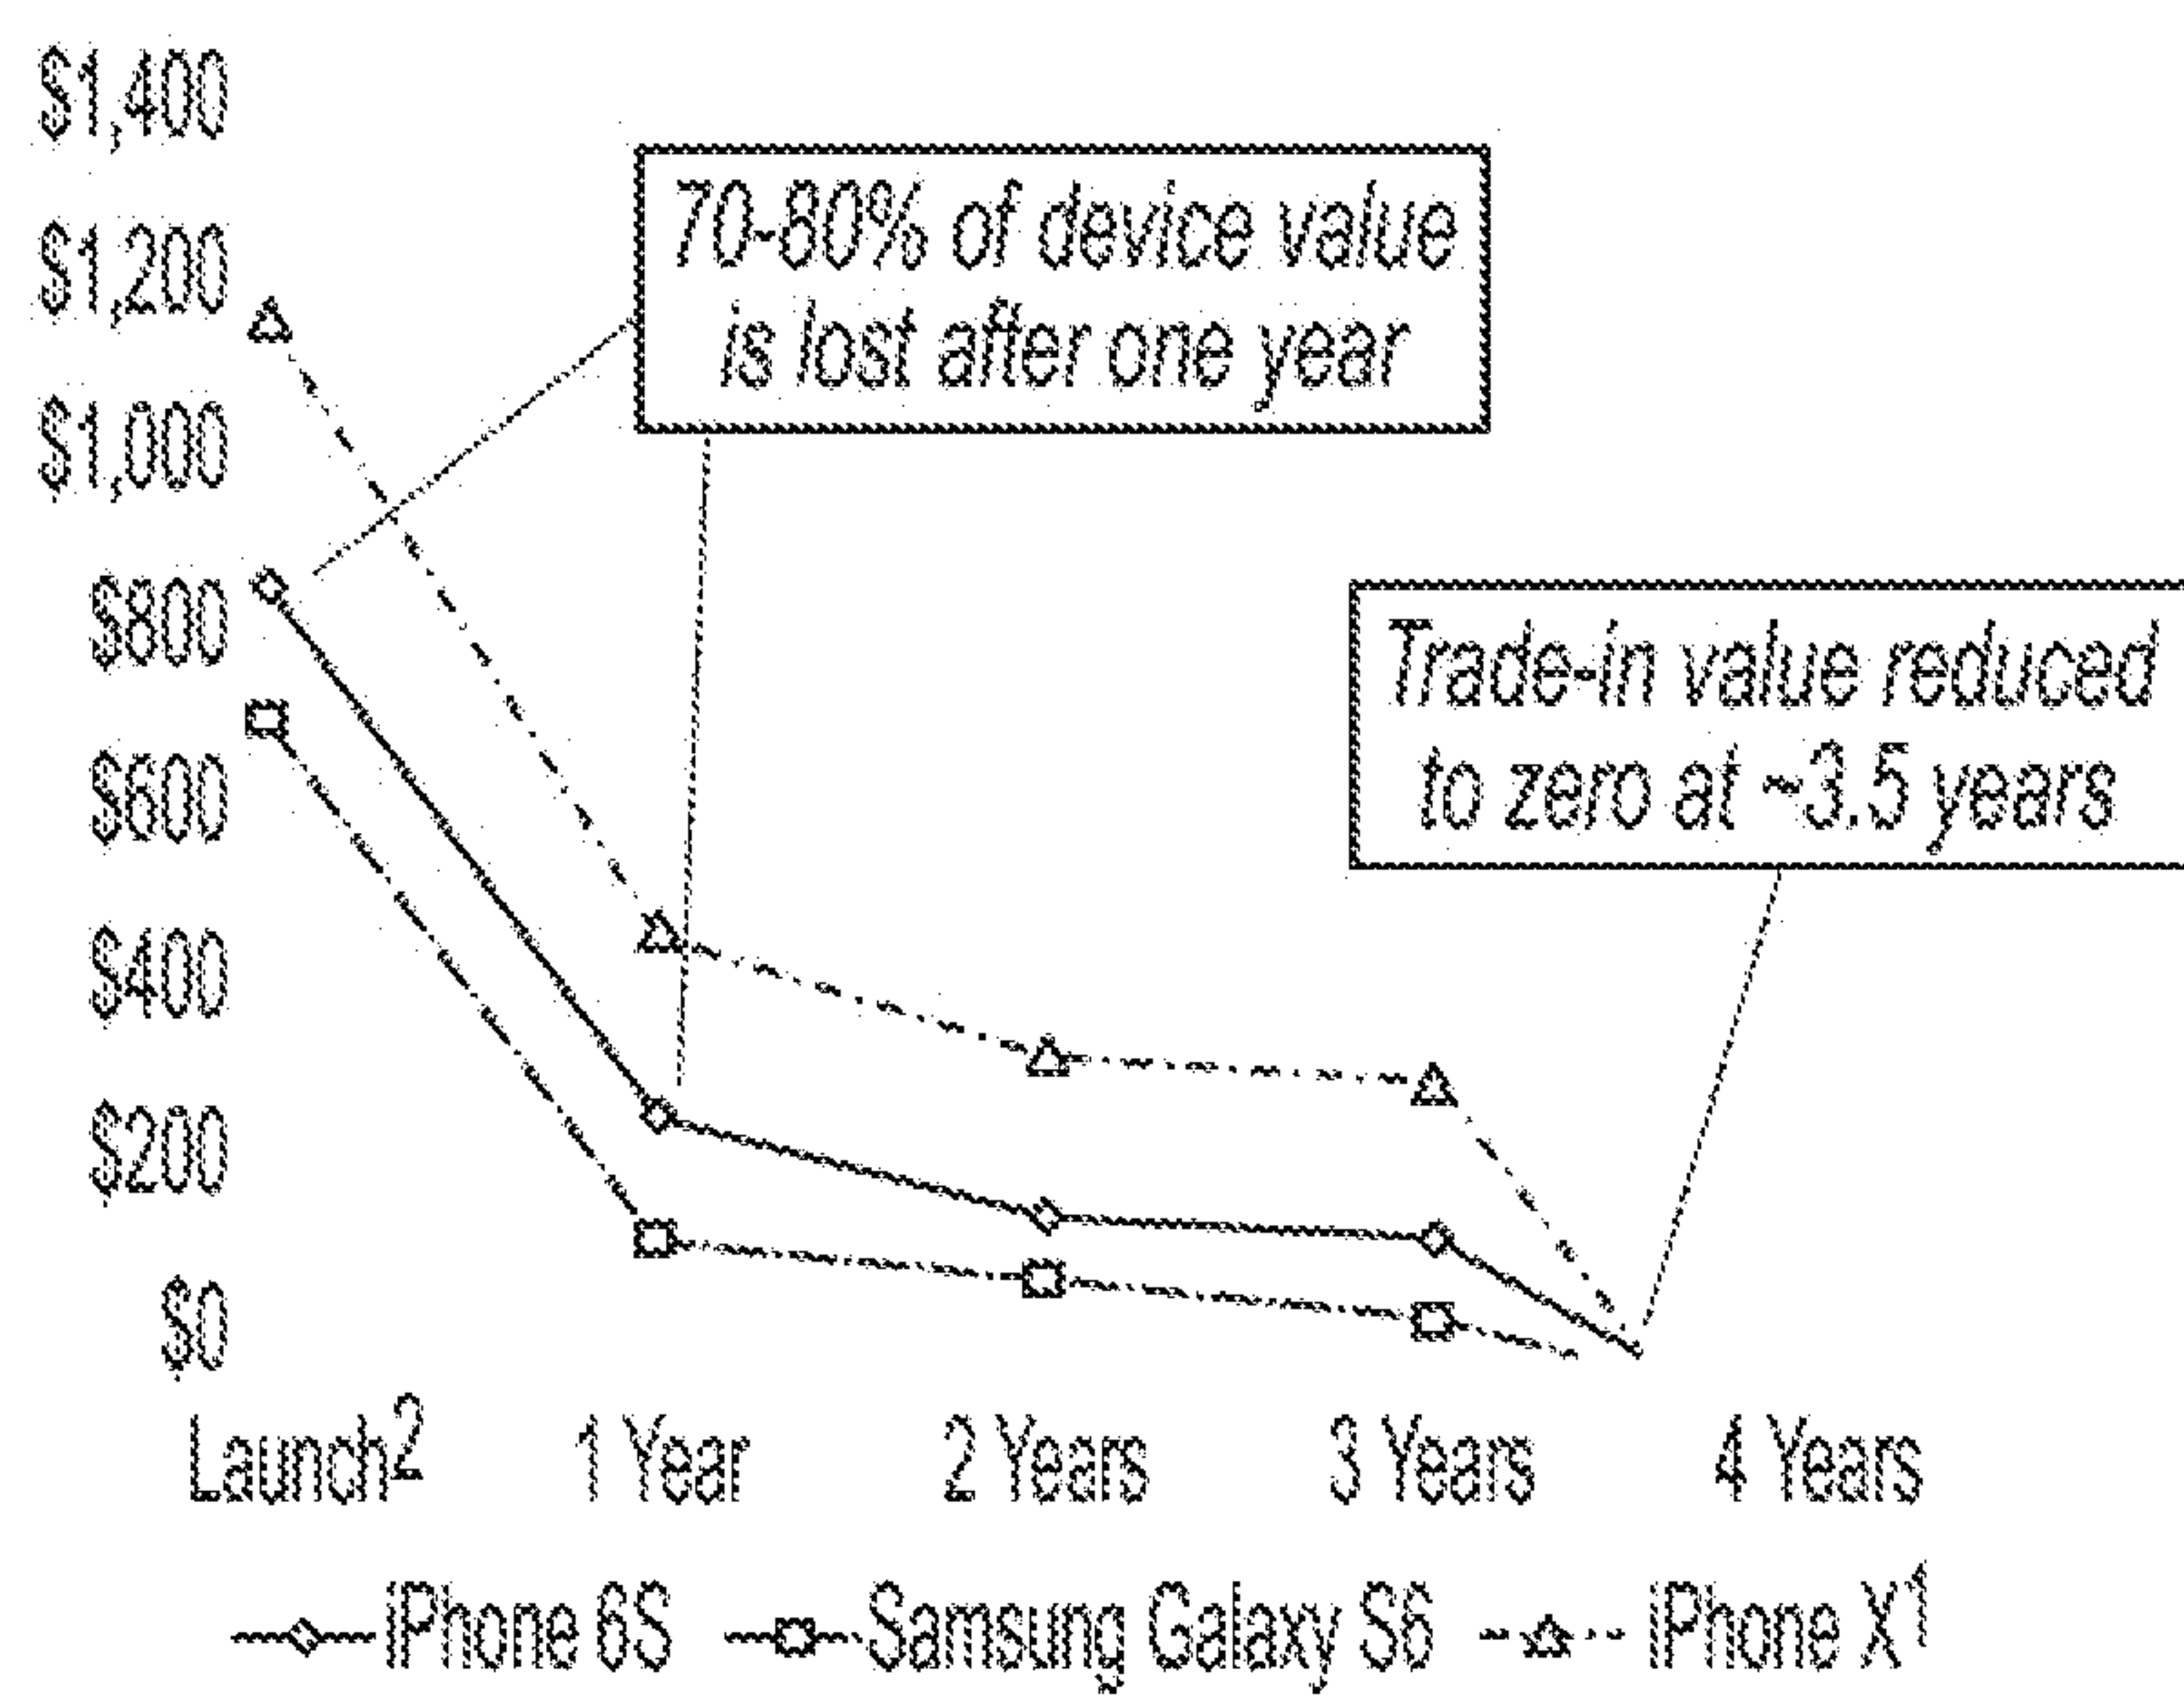 $1,400
$1,200
$1,000
$800
$600
$400
$200
$0
70-80% of device value
is lost after one year
Trade-in value reduced
to zero at ~3.5 years
Launch² 1 Year 2 Years 3 Years 4 Years
iPhone 6S Samsung Galaxy S6 iPhone X¹